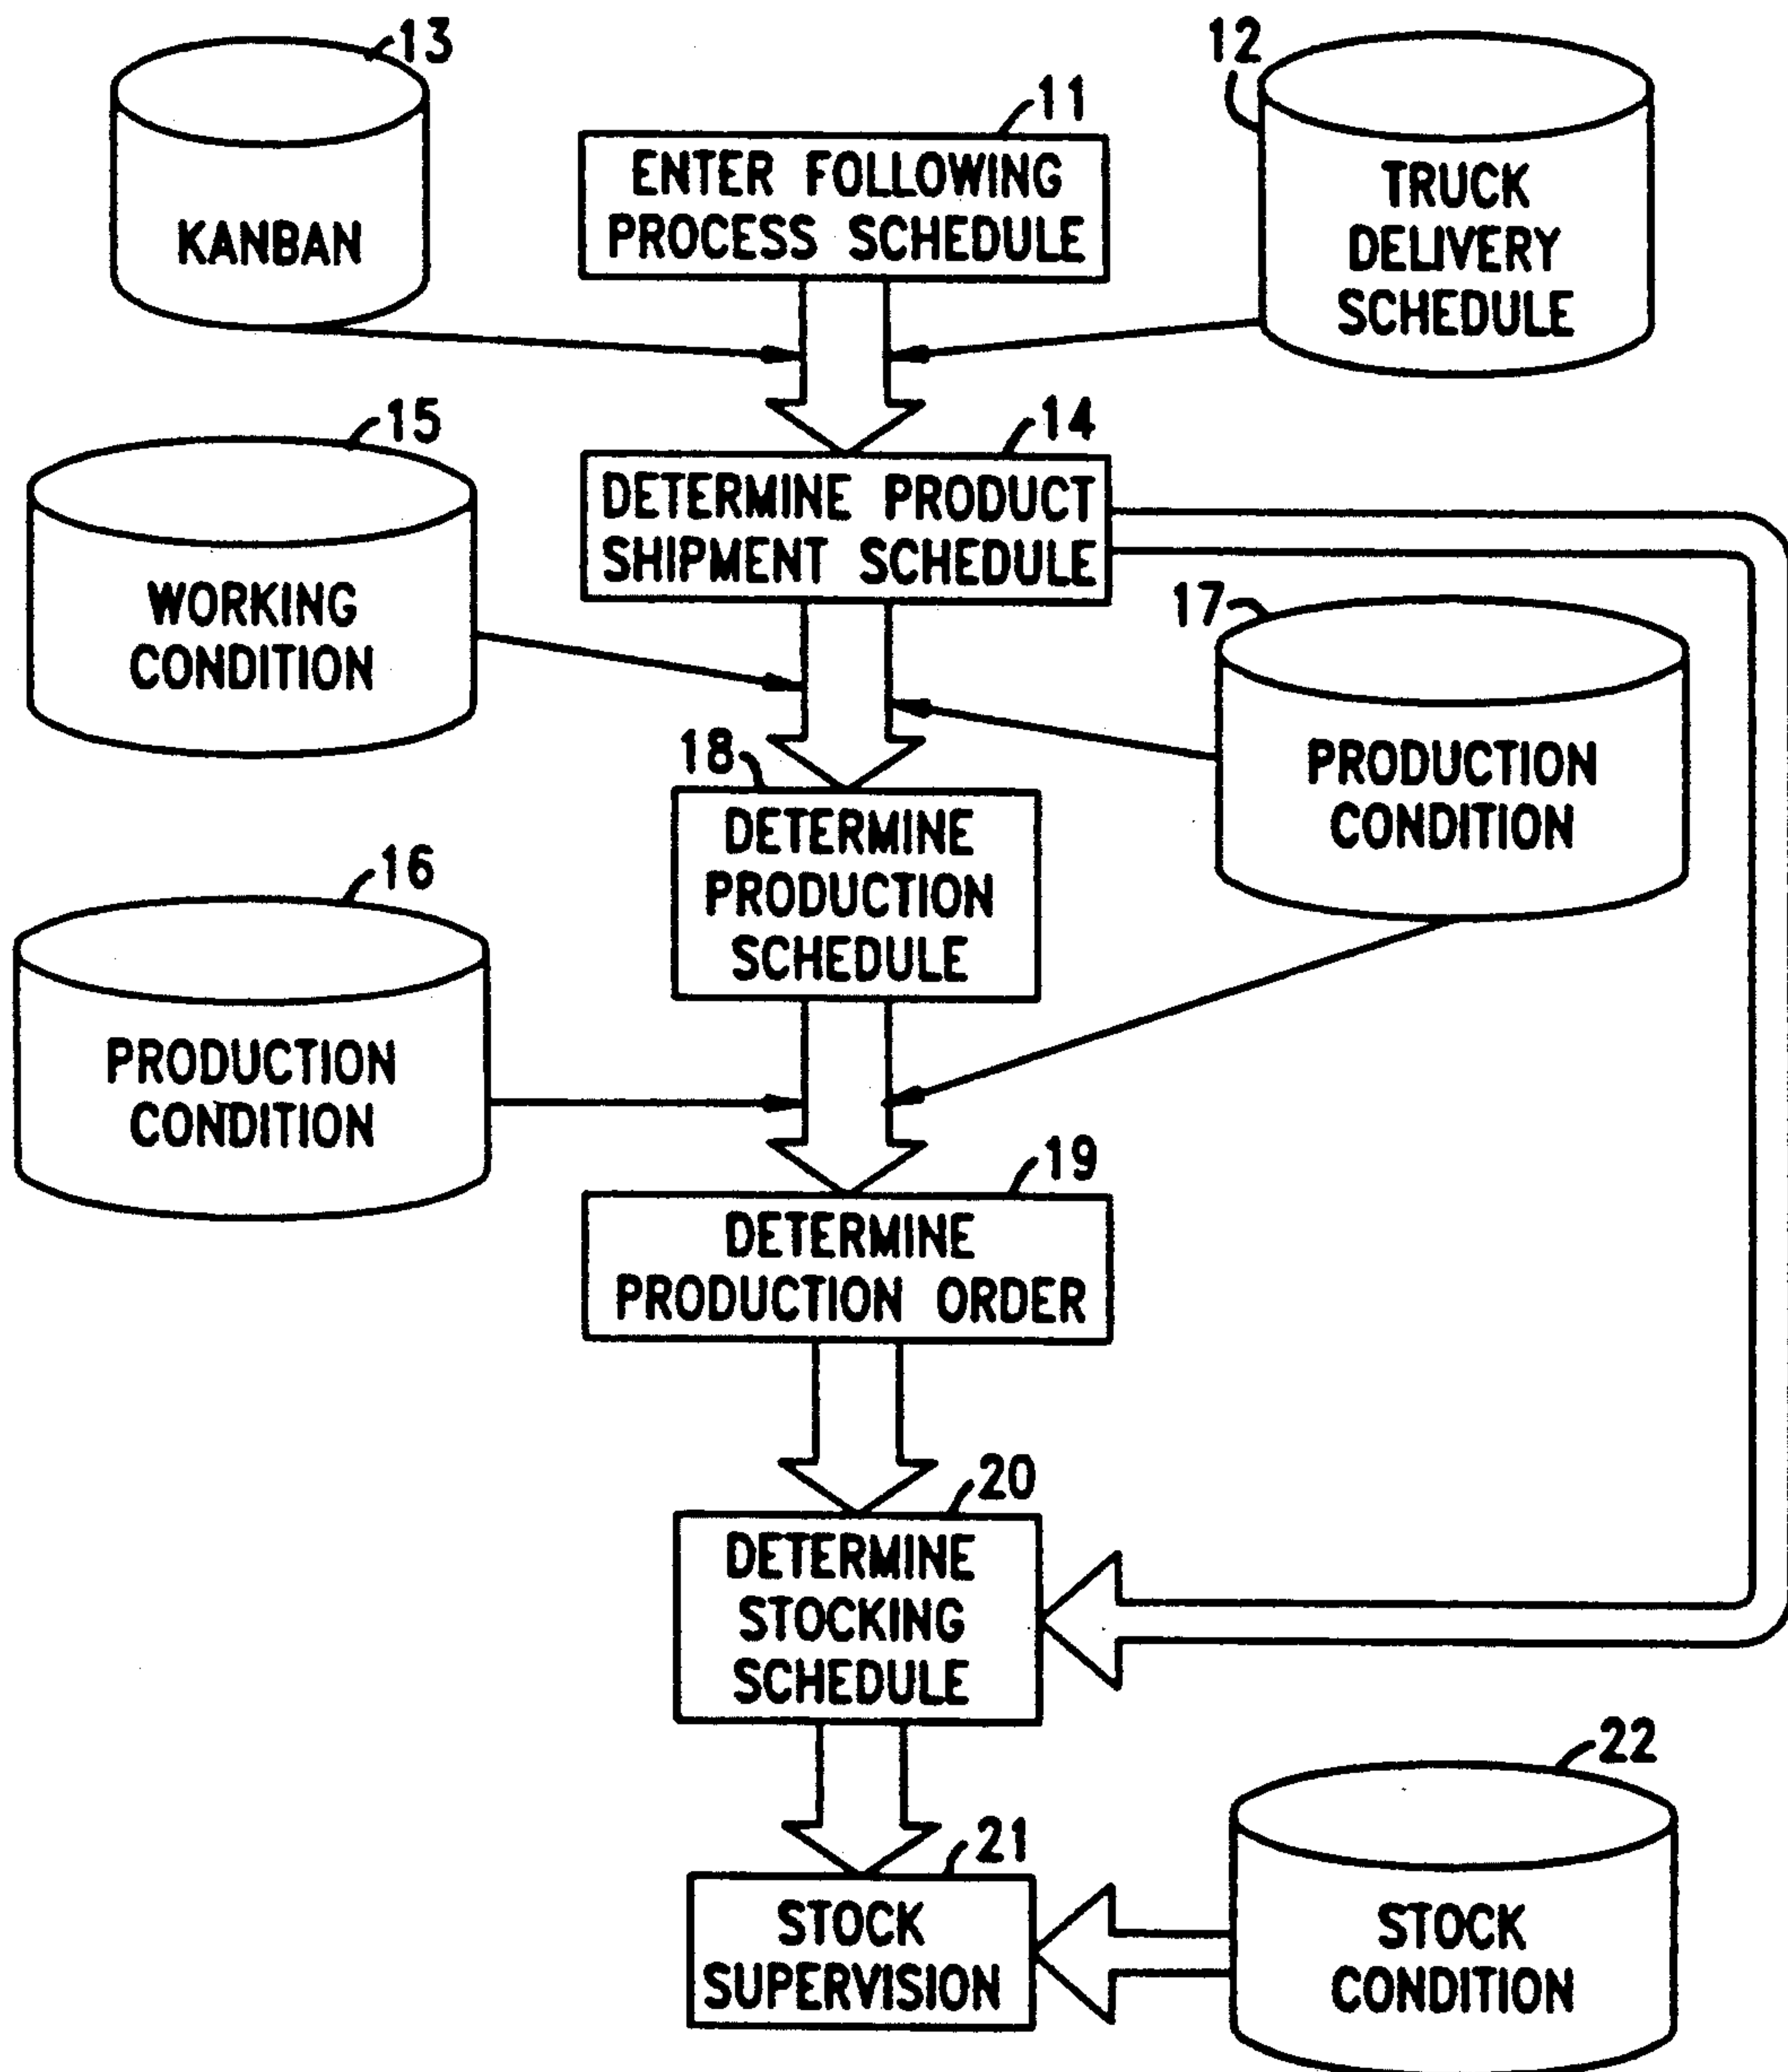 13
12
11
KANBAN
ENTER FOLLOWING
PROCESS SCHEDULE
TRUCK
DELIVERY
SCHEDULE
15
14
WORKING
CONDITION
DETERMINE PRODUCT
SHIPMENT SCHEDULE
17
PRODUCTION
CONDITION
18
DETERMINE
PRODUCTION
SCHEDULE
16
PRODUCTION
CONDITION
19
DETERMINE
PRODUCTION ORDER
20
DETERMINE
STOCKING
SCHEDULE
22
21
STOCK
SUPERVISION
STOCK
CONDITION